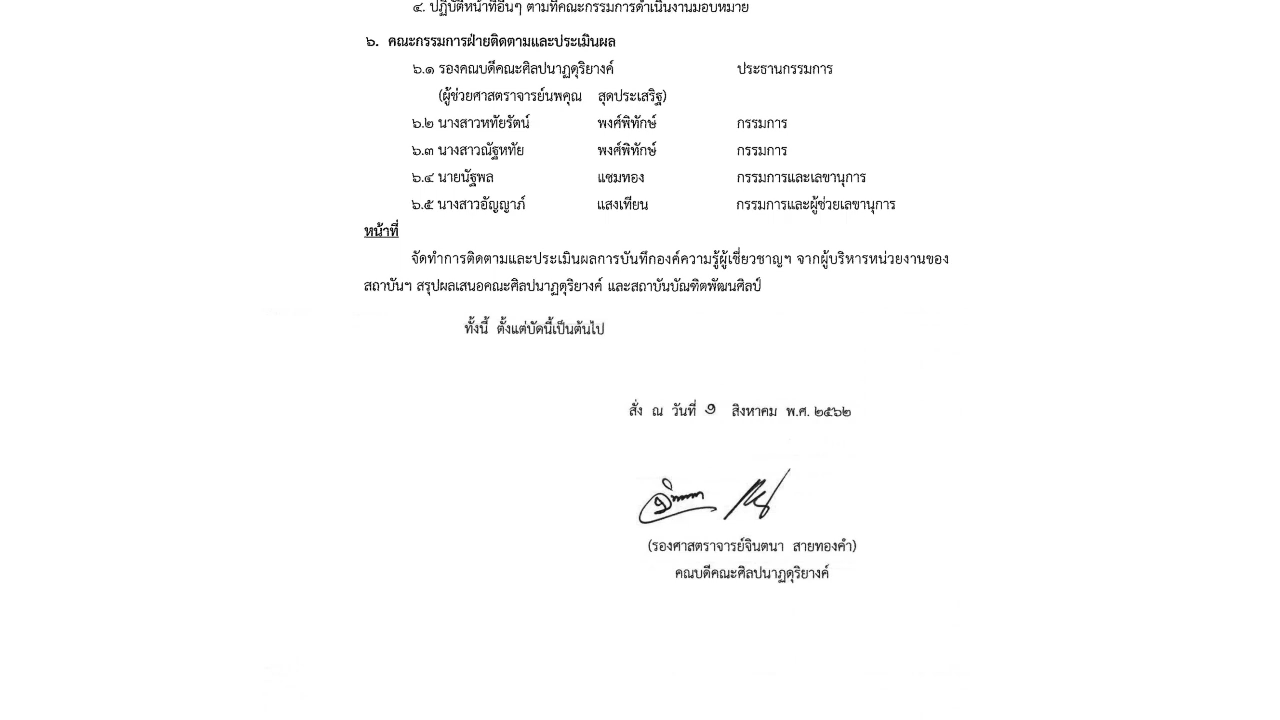 ๔. ปฏิบัติหน้าที่อื่นๆ ตามที่คณะกรรมการดำเนินงานมอบหมาย
๖. คณะกรรมการฝ่ายติดตามและประเมินผล
๖.๑ รองคณบดีคณะศิลปนาฏดุริยางค์ ประธานกรรมการ
(ผู้ช่วยศาสตราจารย์นพคุณ สุดประเสริฐ)
๖.๒ นางสาวหทัยรัตน์ พงศ์พิทักษ์ กรรมการ
๖.๓ นางสาวณัฐหทัย พงศ์พิทักษ์ กรรมการ
๖.๔ นายนัฐพล แซมทอง กรรมการและเลขานุการ
๖.๕ นางสาวอัญญาภ์ แสงเทียน กรรมการและผู้ช่วยเลขานุการ
หน้าที่
จัดทำการติดตามและประเมินผลการบันทึกองค์ความรู้ผู้เชี่ยวชาญฯ จากผู้บริหารหน่วยงานของ
สถาบันฯ สรุปผลเสนอคณะศิลปนาฏดุริยางค์ และสถาบันบัณฑิตพัฒนศิลป์
ทั้งนี้ ตั้งแต่บัดนี้เป็นต้นไป
สั่ง ณ วันที่ ๑ สิงหาคม พ.ศ. ๒๕๖๒
(รองศาสตราจารย์จินตนา สายทองคำ)
คณบดีคณะศิลปนาฏดุริยางค์